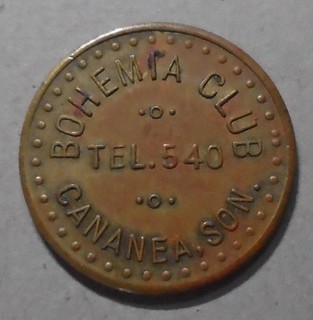 BOHEMIA CLUB
TEL. 540
CANANEA, SON.